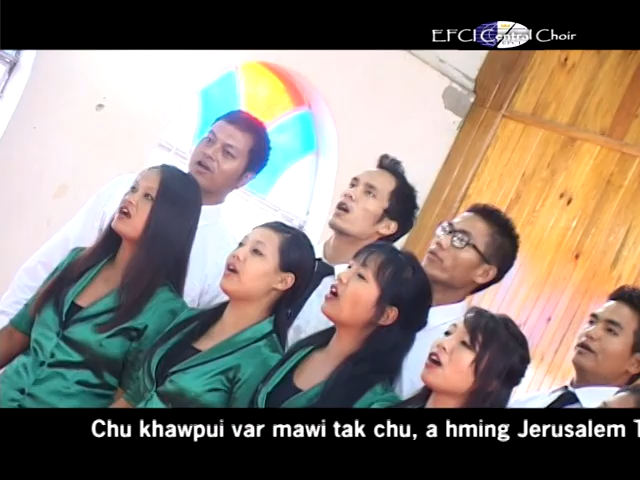 EFCI Central Choir
Chu khawpui var mawi tak chu, a hming Jerusalem T